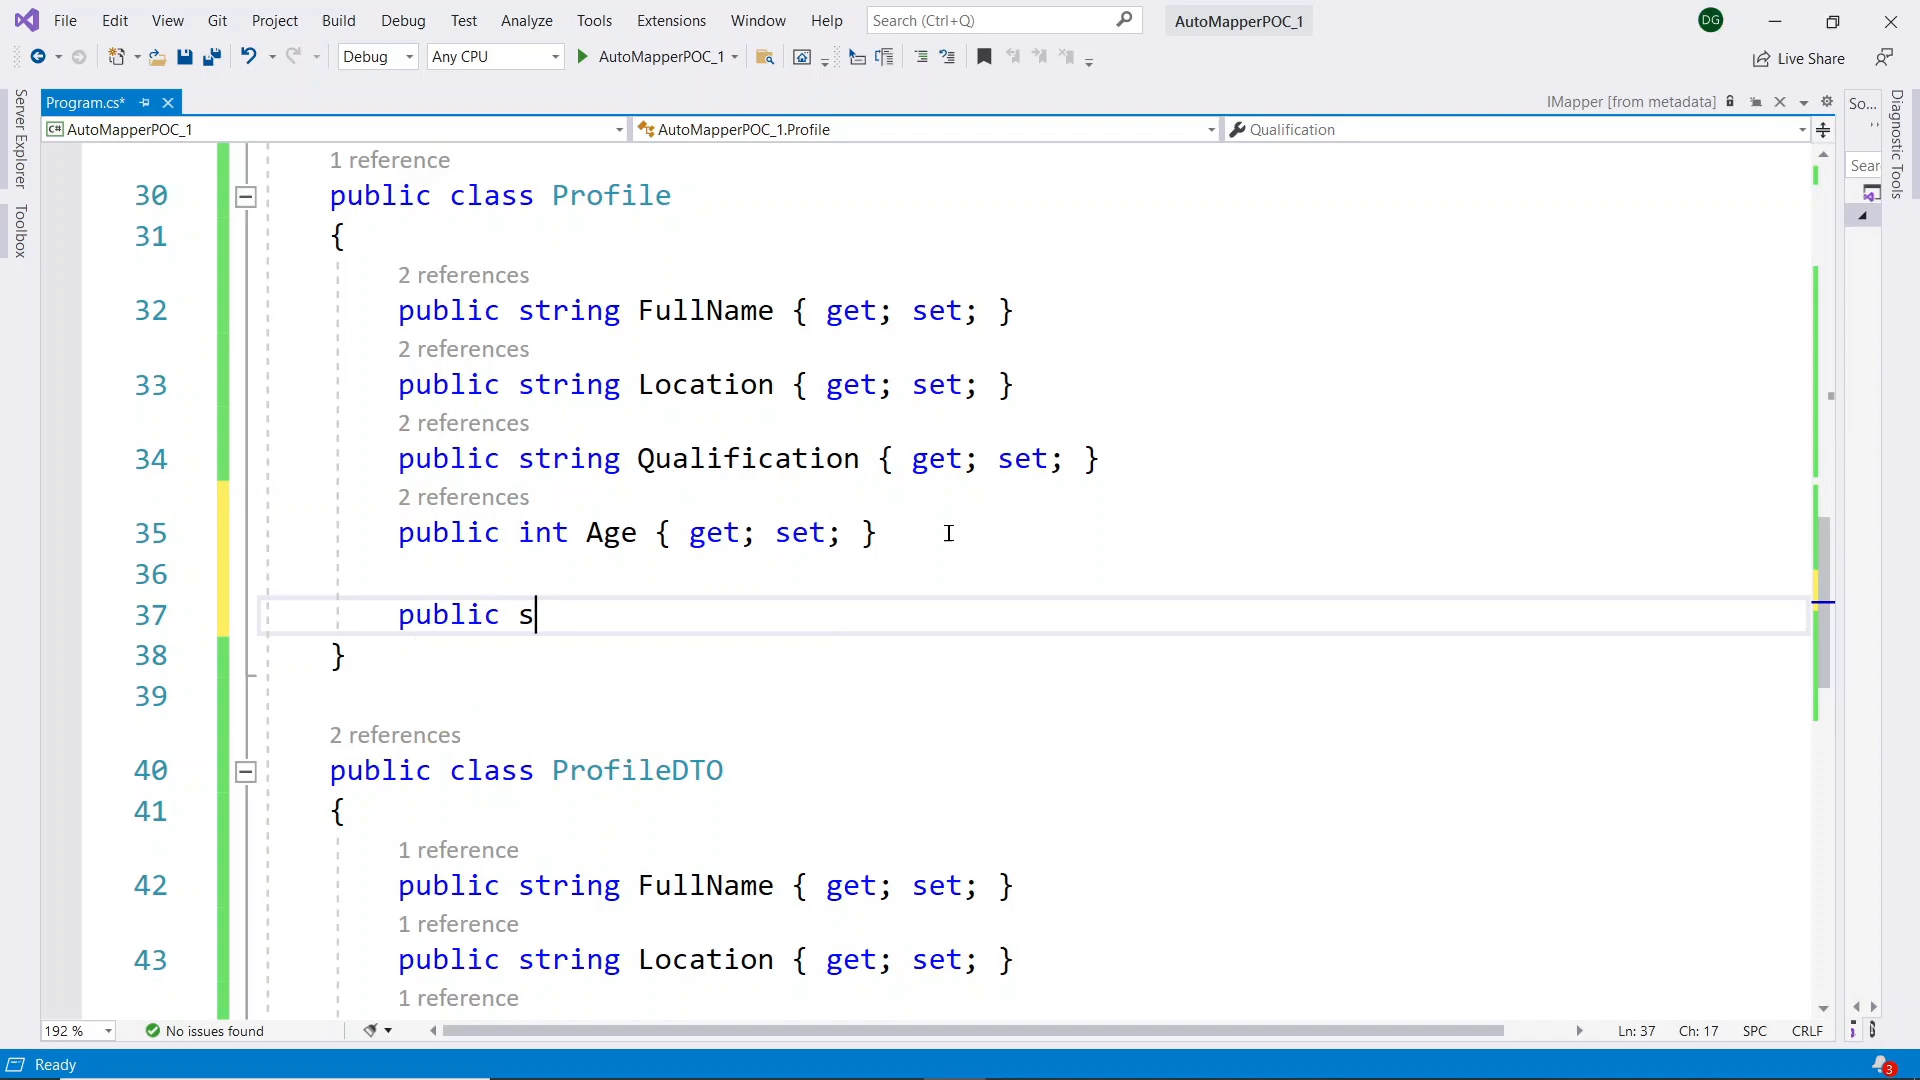 File Edit View Git Project Build Debug Test Analyze Tools Extensions Window Help Search (Ctrl+Q) AutoMapperPOC_1 DG
Debug Any CPU AutoMapperPOC_1 Live Share
Program.cs* IMapper [from metadata] So...
AutoMapperPOC_1 AutoMapperPOC_1.Profile Qualification
Server Explorer
Toolbox
Diagnostic Tools
Sear
1 reference
30 public class Profile
31 {
2 references
32 public string FullName { get; set; }
2 references
33 public string Location { get; set; }
2 references
34 public string Qualification { get; set; }
2 references
35 public int Age { get; set; }
36
37 public s
38 }
39
2 references
40 public class ProfileDTO
41 {
1 reference
42 public string FullName { get; set; }
1 reference
43 public string Location { get; set; }
1 reference
192 % No issues found Ln: 37 Ch: 17 SPC CRLF
Ready 3